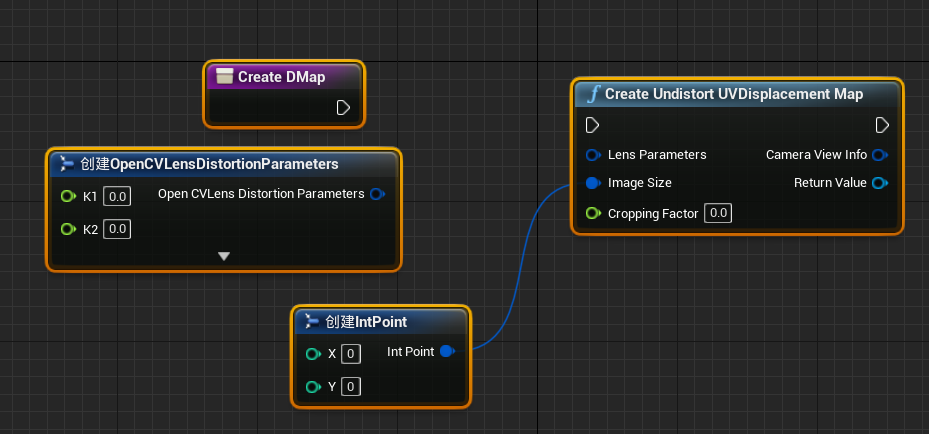 Create DMap
创建OpenCVLensDistortionParameters
K1 0.0 Open CVLens Distortion Parameters
K2 0.0
创建IntPoint
X 0 Int Point
Y 0
Create Undistort UVDisplacement Map
Lens Parameters Camera View Info
Image Size Return Value
Cropping Factor 0.0